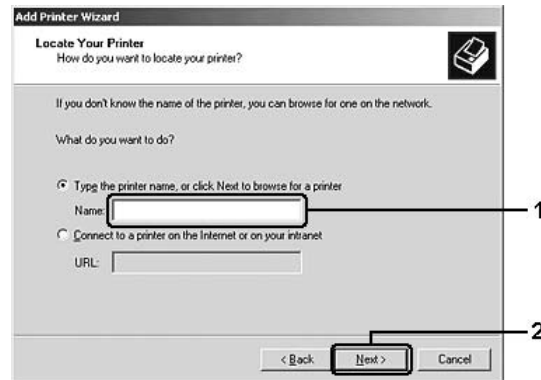 Add Printer Wizard
Locate Your Printer
How do you want to locate your printer?
If you don't know the name of the printer, you can browse for one on the network.
What do you want to do?
Type the printer name, or click Next to browse for a printer
Name:
1
Connect to a printer on the Internet or on your intranet
URL:
2
< Back
Next >
Cancel